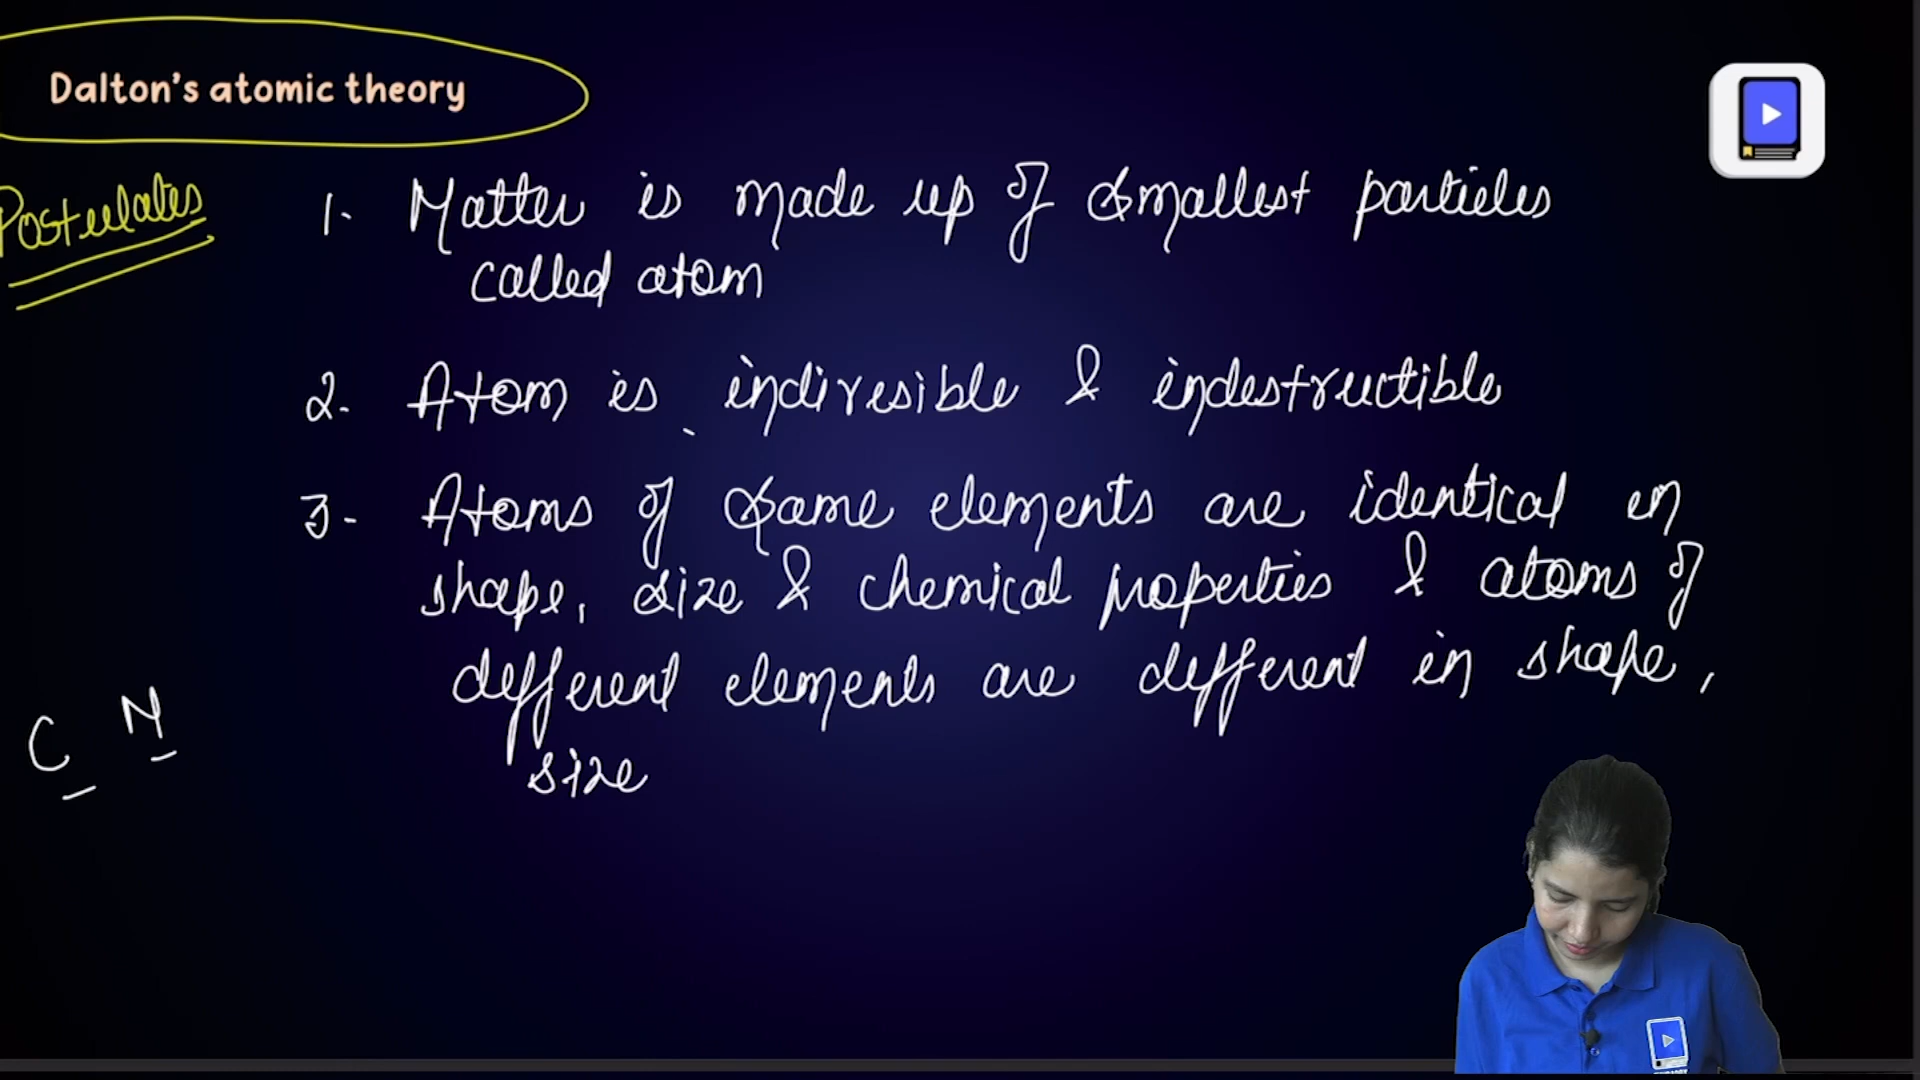 Dalton's atomic theory
Postulates
1. Matter is made up of smallest particles
called atom
2. Atom is indivisible & indestructible
3. Atoms of same elements are identical in
shape, size & chemical properties & atoms of
different elements are different in shape,
size
C N